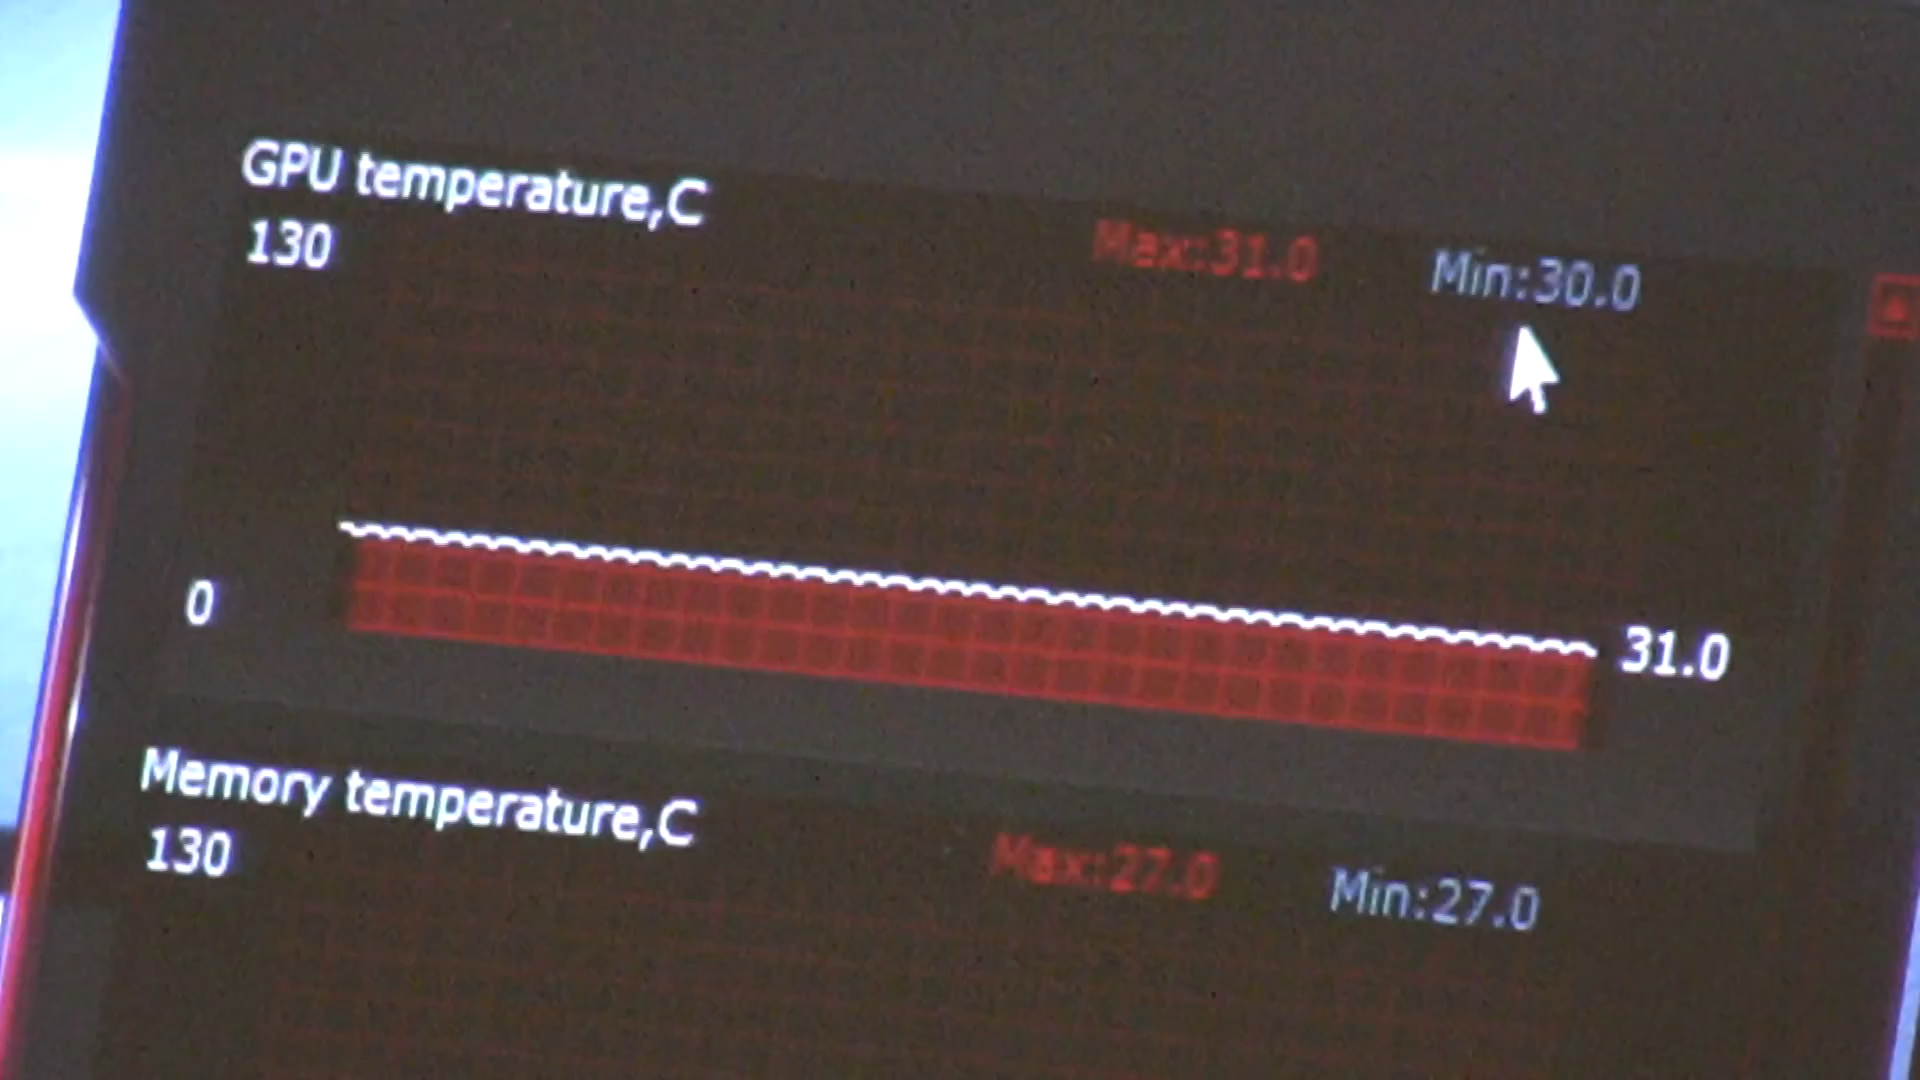 GPU temperature,C
130
Max:31.0 Min:30.0
0
31.0
Memory temperature,C
130
Max:27.0 Min:27.0